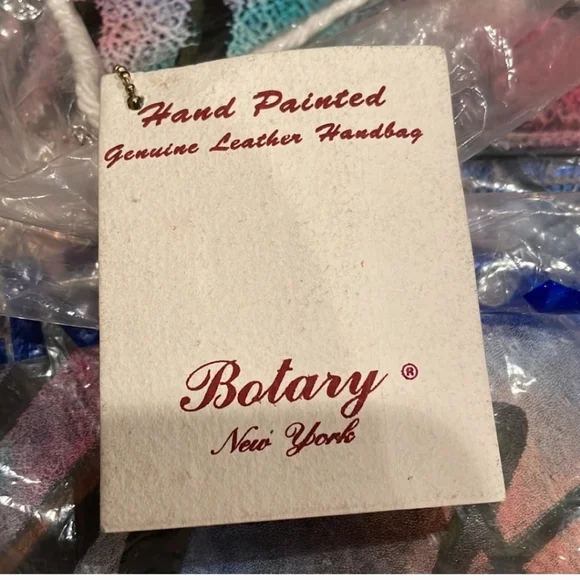 Hand Painted
Genuine Leather Handbag
Botary ®
New York